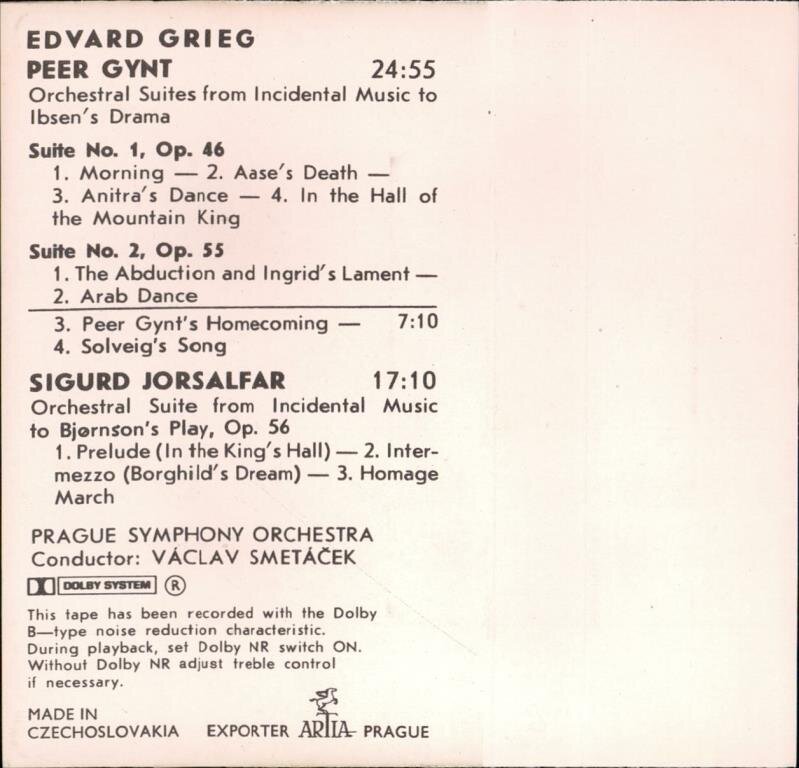 EDVARD GRIEG
PEER GYNT 24:55
Orchestral Suites from Incidental Music to
Ibsen's Drama
Suite No. 1, Op. 46
1. Morning — 2. Aase's Death —
3. Anitra's Dance — 4. In the Hall of
the Mountain King
Suite No. 2, Op. 55
1. The Abduction and Ingrid's Lament —
2. Arab Dance
3. Peer Gynt's Homecoming — 7:10
4. Solveig's Song
SIGURD JORSALFAR 17:10
Orchestral Suite from Incidental Music
to Bjørnson's Play, Op. 56
1. Prelude (In the King's Hall) — 2. Inter-
mezzo (Borghild's Dream) — 3. Homage
March
PRAGUE SYMPHONY ORCHESTRA
Conductor: VÁCLAV SMETÁČEK
DOLBY SYSTEM ®
This tape has been recorded with the Dolby
B—type noise reduction characteristic.
During playback, set Dolby NR switch ON.
Without Dolby NR adjust treble control
if necessary.
MADE IN
CZECHOSLOVAKIA EXPORTER ARTIA PRAGUE